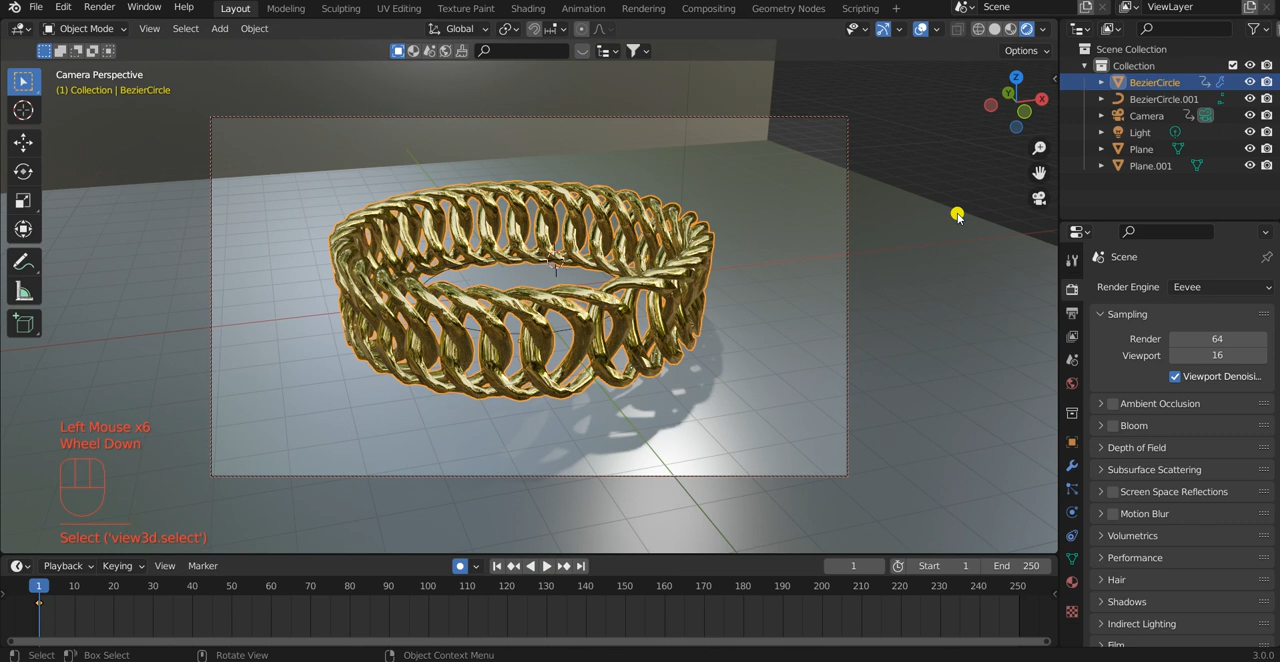 File Edit Render Window Help Layout Modeling Sculpting UV Editing Texture Paint Shading Animation Rendering Compositing Geometry Nodes Scripting + Scene ViewLayer
Object Mode View Select Add Object Global
Options
Camera Perspective
(1) Collection | BezierCircle
Z
Y
X
Left Mouse x6
Wheel Down
Select ('view3d.select')
Scene Collection
Collection
BezierCircle
BezierCircle.001
Camera
Light
Plane
Plane.001
Scene
Render Engine Eevee
Sampling
Render 64
Viewport 16
Viewport Denoisi...
Ambient Occlusion
Bloom
Depth of Field
Subsurface Scattering
Screen Space Reflections
Motion Blur
Volumetrics
Performance
Hair
Shadows
Indirect Lighting
Film
Playback Keying View Marker 1 Start 1 End 250
1 10 20 30 40 50 60 70 80 90 100 110 120 130 140 150 160 170 180 190 200 210 220 230 240 250
Select Box Select Rotate View Object Context Menu 3.0.0